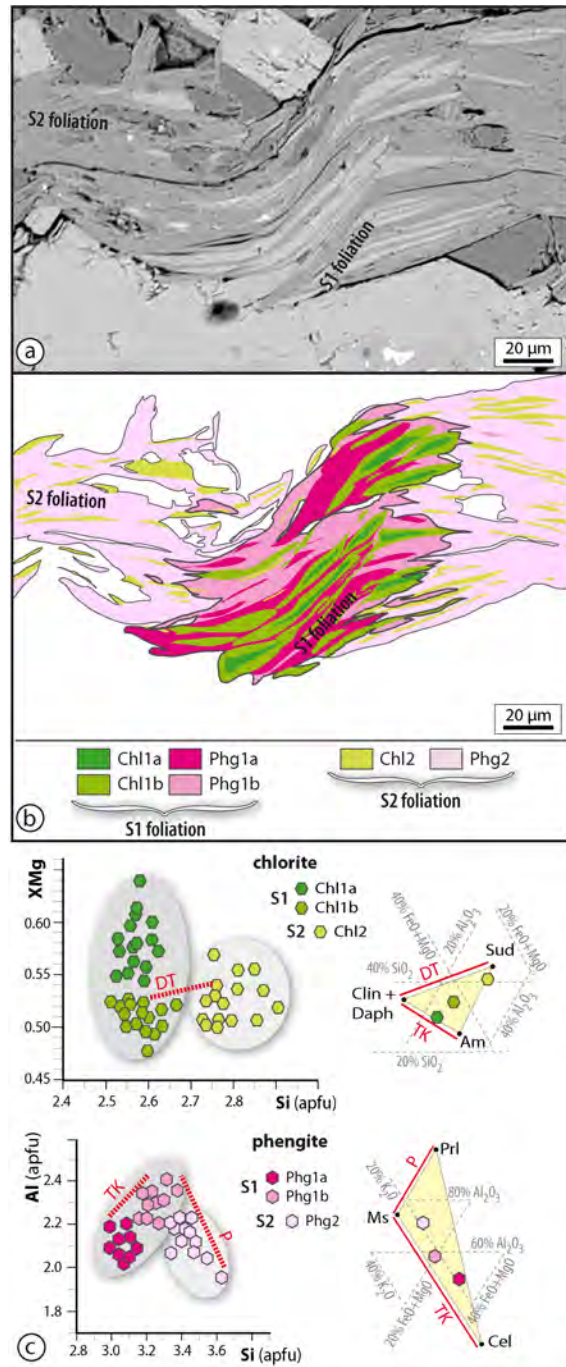 S2 foliation
S1 foliation
a
20 µm
S2 foliation
S1 foliation
20 µm
Chl1a
Phg1a
Chl2
Phg2
Chl1b
Phg1b
S1 foliation
S2 foliation
b
XMg
chlorite
S1
Chl1a
Chl1b
S2
Chl2
0.60
0.55
0.50
0.45
DT
2.4
2.5
2.6
2.7
2.8
2.9
Si (apfu)
40% FeO+MgO
20% Al2O3
20% FeO+MgO
Sud
40% SiO2
DT
Clin +
Daph
TK
Am
40% Al2O3
20% SiO2
Al (apfu)
phengite
S1
Phg1a
Phg1b
S2
Phg2
2.4
2.2
2.0
1.8
TK
P
2.8
3.0
3.2
3.4
3.6
3.8
Si (apfu)
Prl
P
20% K2O
80% Al2O3
Ms
60% Al2O3
40% K2O
20% FeO+MgO
40% FeO+MgO
TK
Cel
c